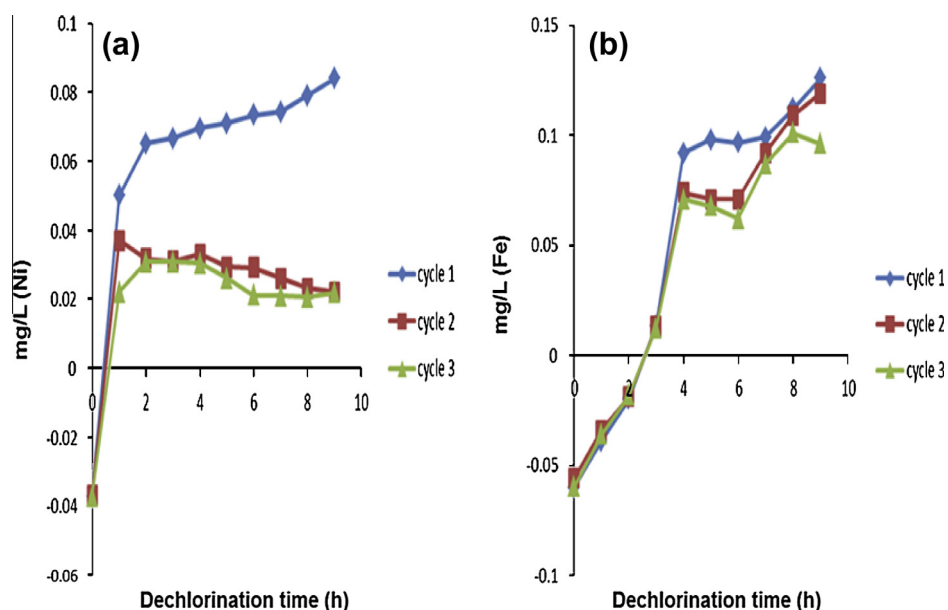 (a)
mg/L (Ni)
0.1
0.08
0.06
0.04
0.02
0
-0.02
-0.04
-0.06
0 2 4 6 8 10
cycle 1
cycle 2
cycle 3
Dechlorination time (h)
(b)
mg/L (Fe)
0.15
0.1
0.05
0
-0.05
-0.1
0 2 4 6 8 10
cycle 1
cycle 2
cycle 3
Dechlorination time (h)